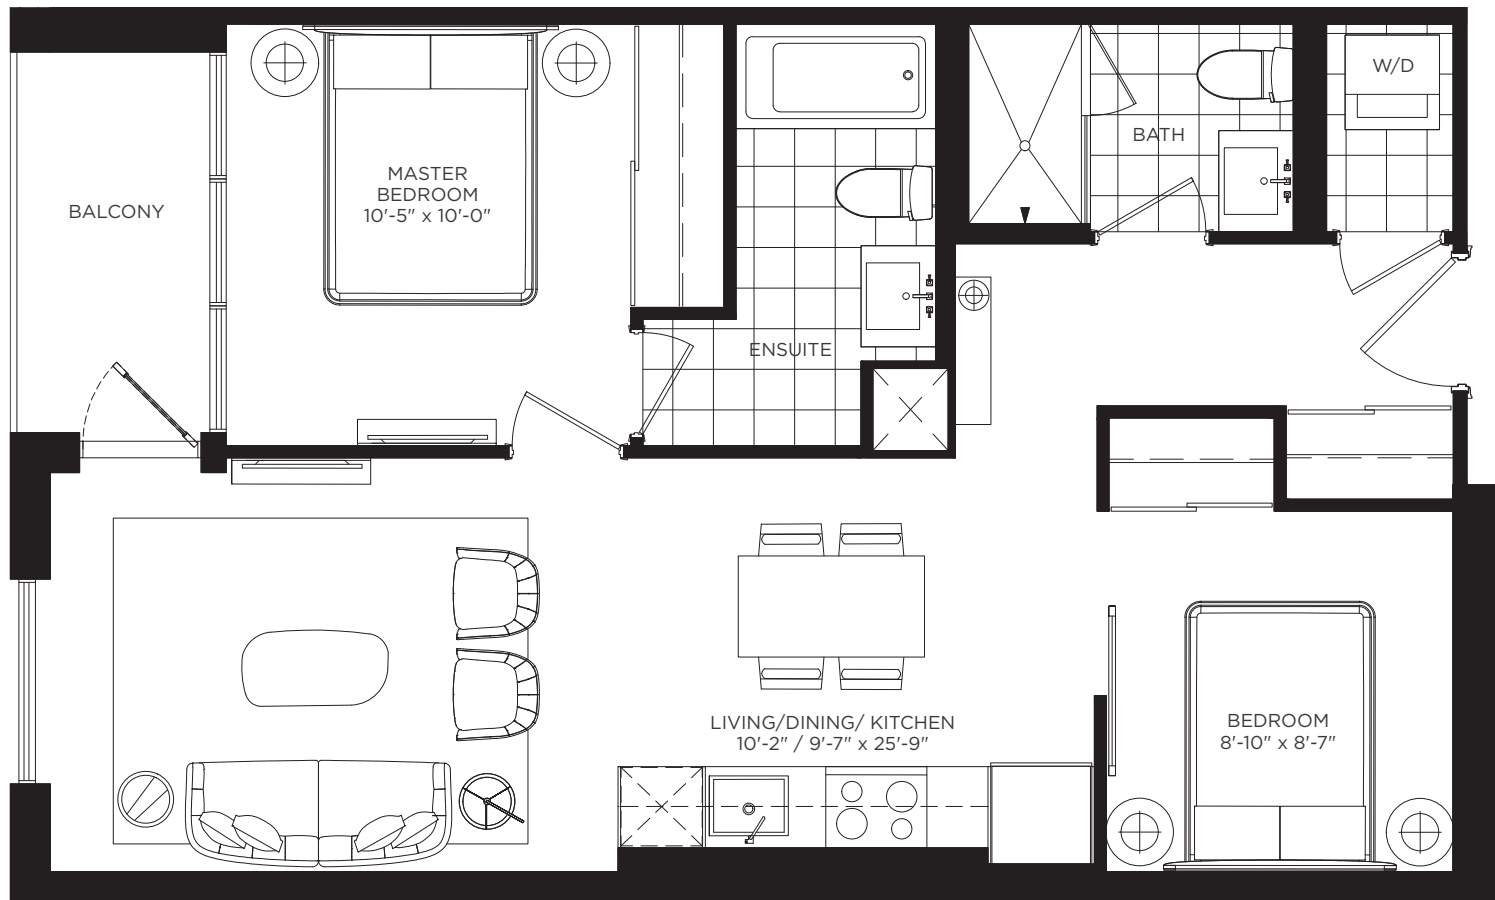 W/D
BATH
MASTER
BEDROOM
10'-5" x 10'-0"
BALCONY
ENSUITE
LIVING/DINING/ KITCHEN
10'-2" / 9'-7" x 25'-9"
BEDROOM
8'-10" x 8'-7"